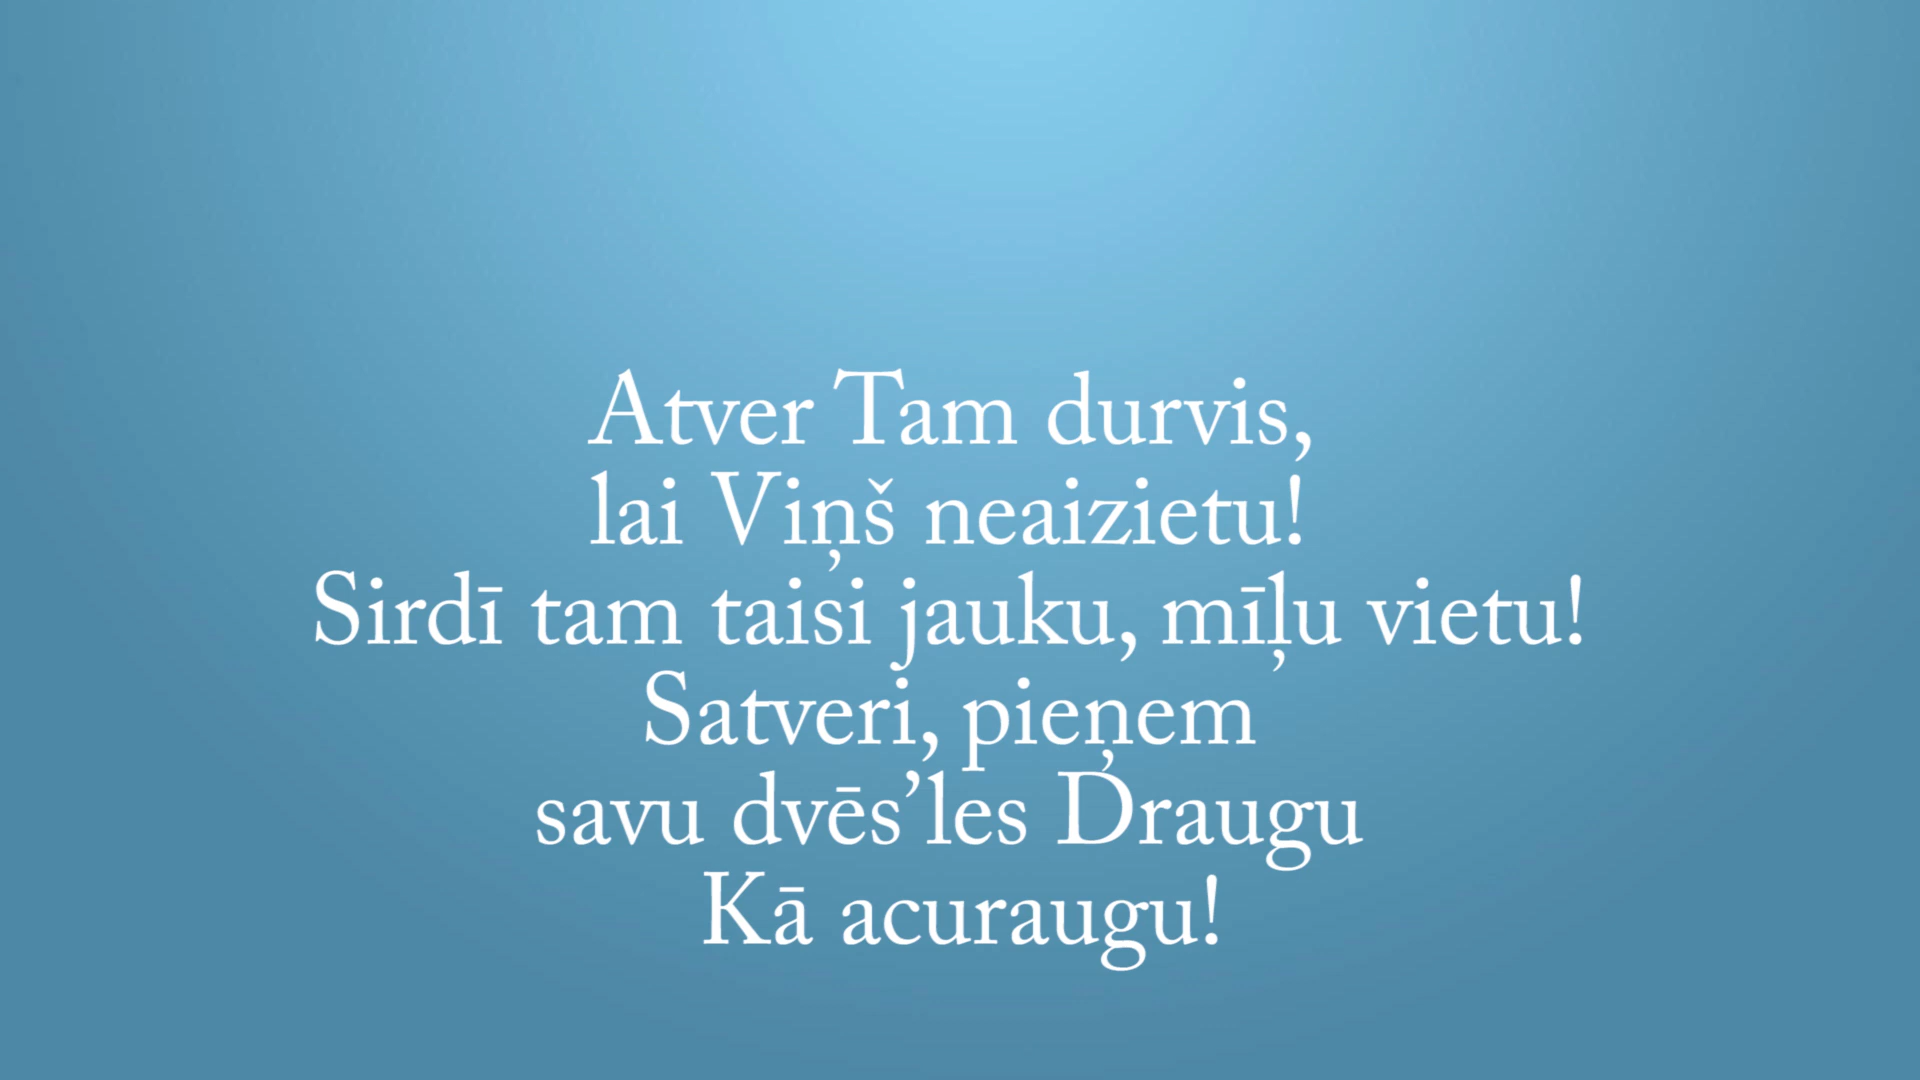 Atver Tam durvis,
lai Viņš neaizietu!
Sirdī tam taisi jauku, mīļu vietu!
Satveri, pieņem
savu dvēs’les Draugu
Kā acuraugu!